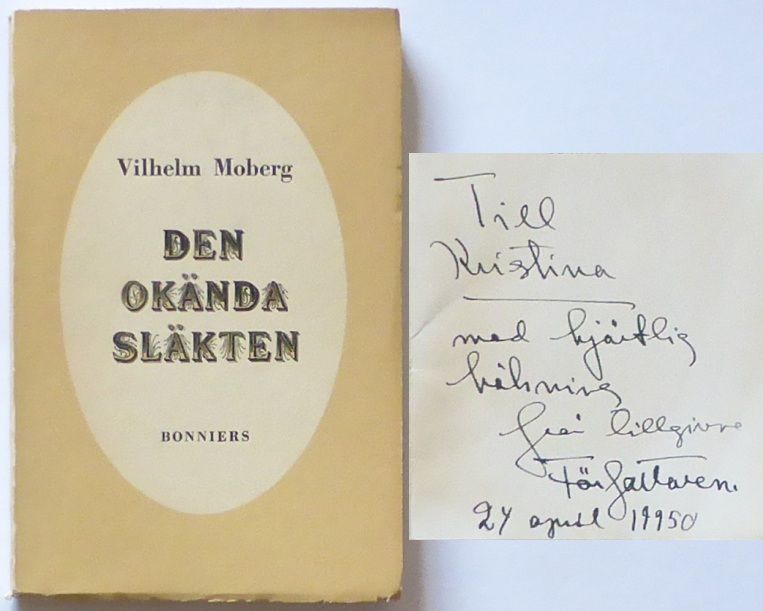 Vilhelm Moberg
DEN
OKÄNDA
SLÄKTEN
BONNIERS
Till
Kristina
med hjärtlig
hälsning
från tillgivne
Författaren.
24 april 1950